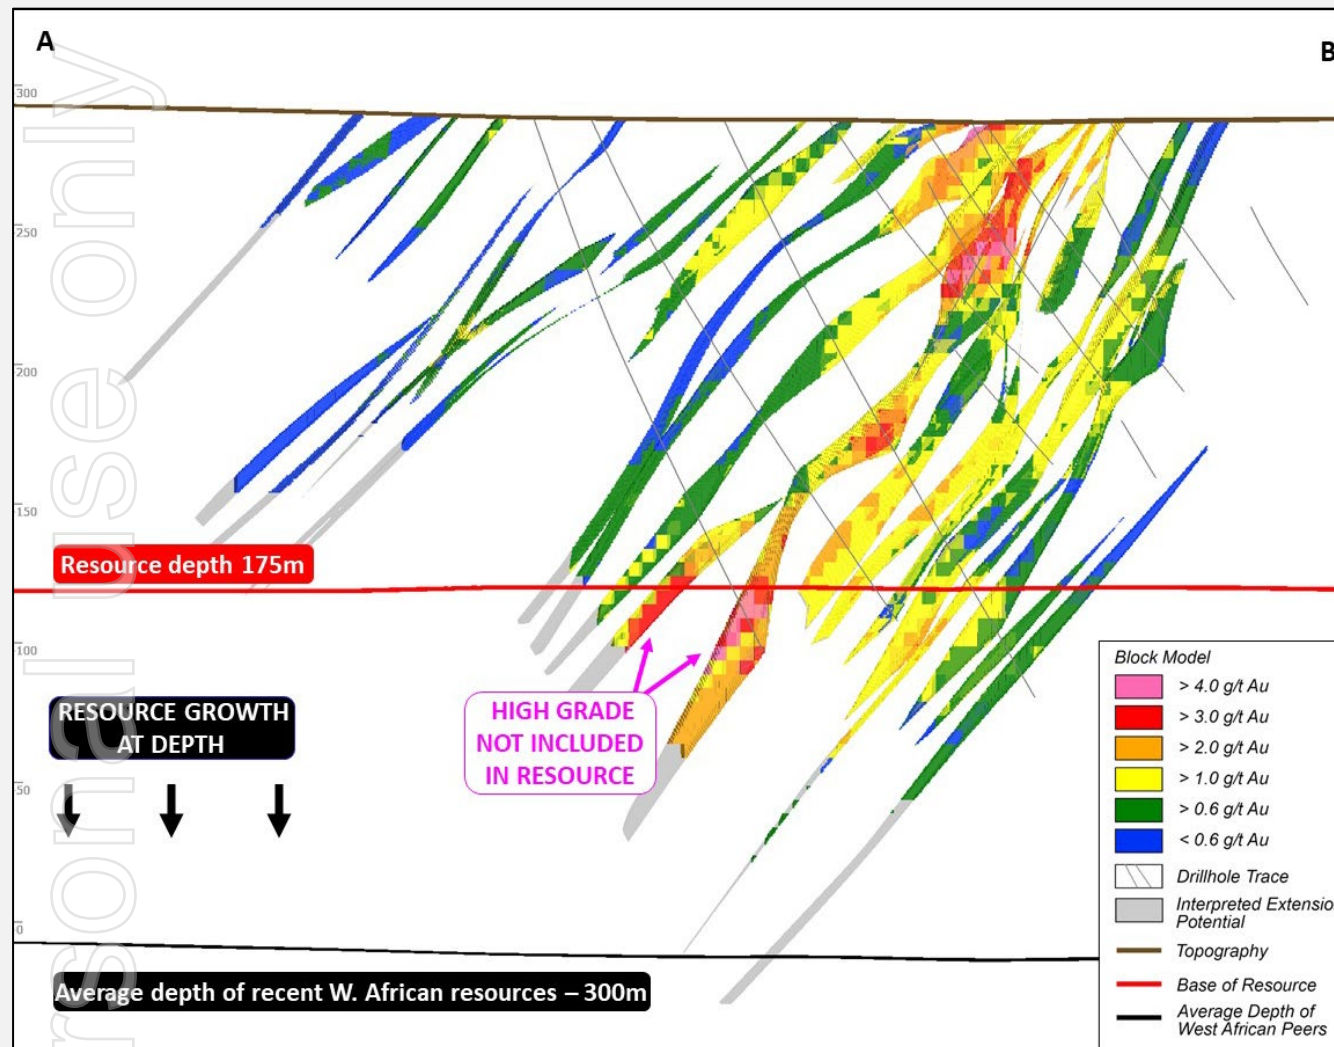 A
B
300
250
200
150
100
50
0
Resource depth 175m
RESOURCE GROWTH
AT DEPTH
HIGH GRADE
NOT INCLUDED
IN RESOURCE
Average depth of recent W. African resources – 300m
Block Model
> 4.0 g/t Au
> 3.0 g/t Au
> 2.0 g/t Au
> 1.0 g/t Au
> 0.6 g/t Au
< 0.6 g/t Au
Drillhole Trace
Interpreted Extensio
Potential
Topography
Base of Resource
Average Depth of
West African Peers
rsonal use only